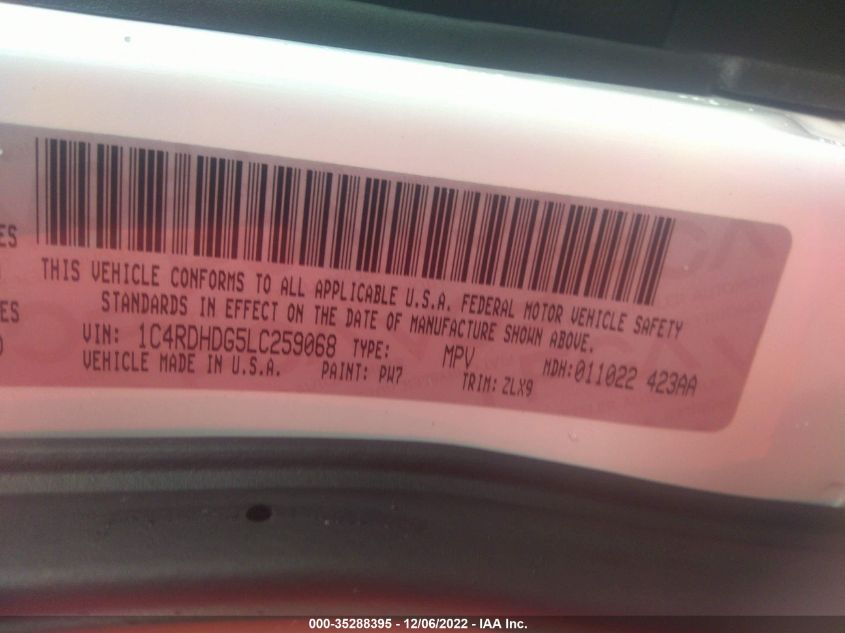 ES
THIS VEHICLE CONFORMS TO ALL APPLICABLE U.S.A. FEDERAL MOTOR VEHICLE SAFETY
STANDARDS IN EFFECT ON THE DATE OF MANUFACTURE SHOWN ABOVE.
ES
VIN: 1C4RDHDG5LC259068 TYPE: MPV MDH:011022 423AA
VEHICLE MADE IN U.S.A. PAINT: PW7 TRIM: ZLX9
000-35288395 - 12/06/2022 - IAA Inc.